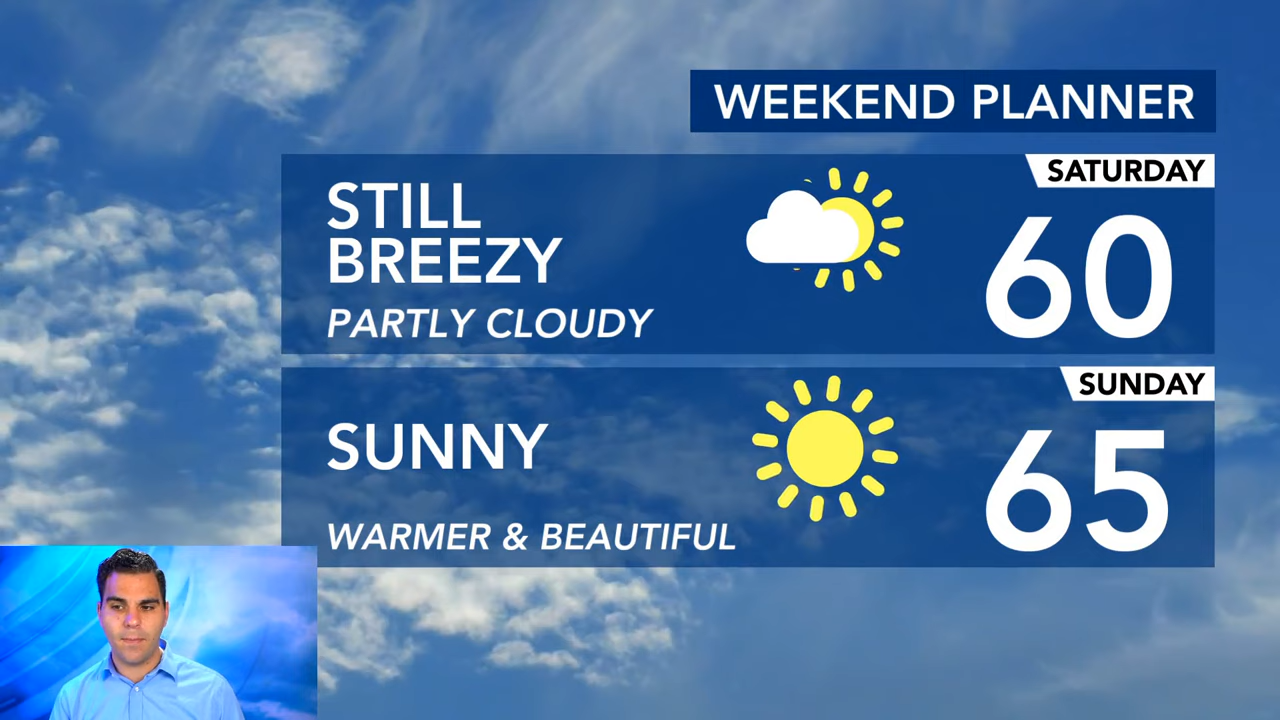 WEEKEND PLANNER
SATURDAY
STILL
BREEZY
PARTLY CLOUDY
60
SUNDAY
SUNNY
WARMER & BEAUTIFUL
65